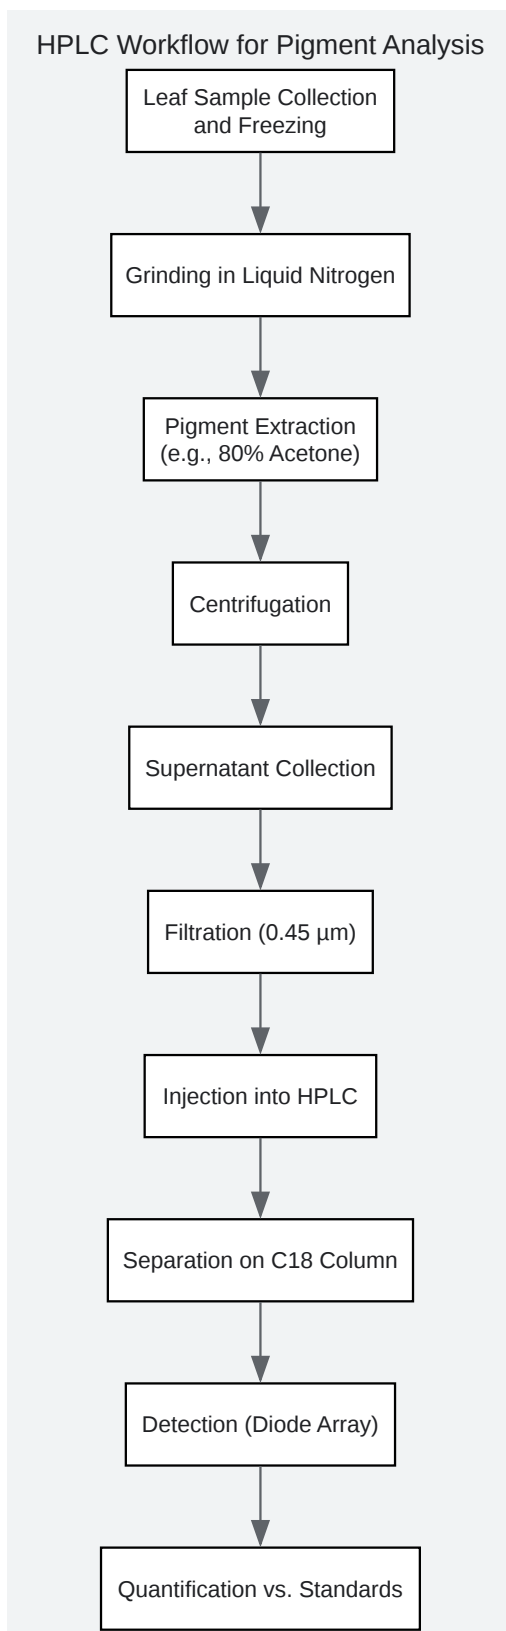 HPLC Workflow for Pigment Analysis
Leaf Sample Collection
and Freezing
Grinding in Liquid Nitrogen
Pigment Extraction
(e.g., 80% Acetone)
Centrifugation
Supernatant Collection
Filtration (0.45 µm)
Injection into HPLC
Separation on C18 Column
Detection (Diode Array)
Quantification vs. Standards